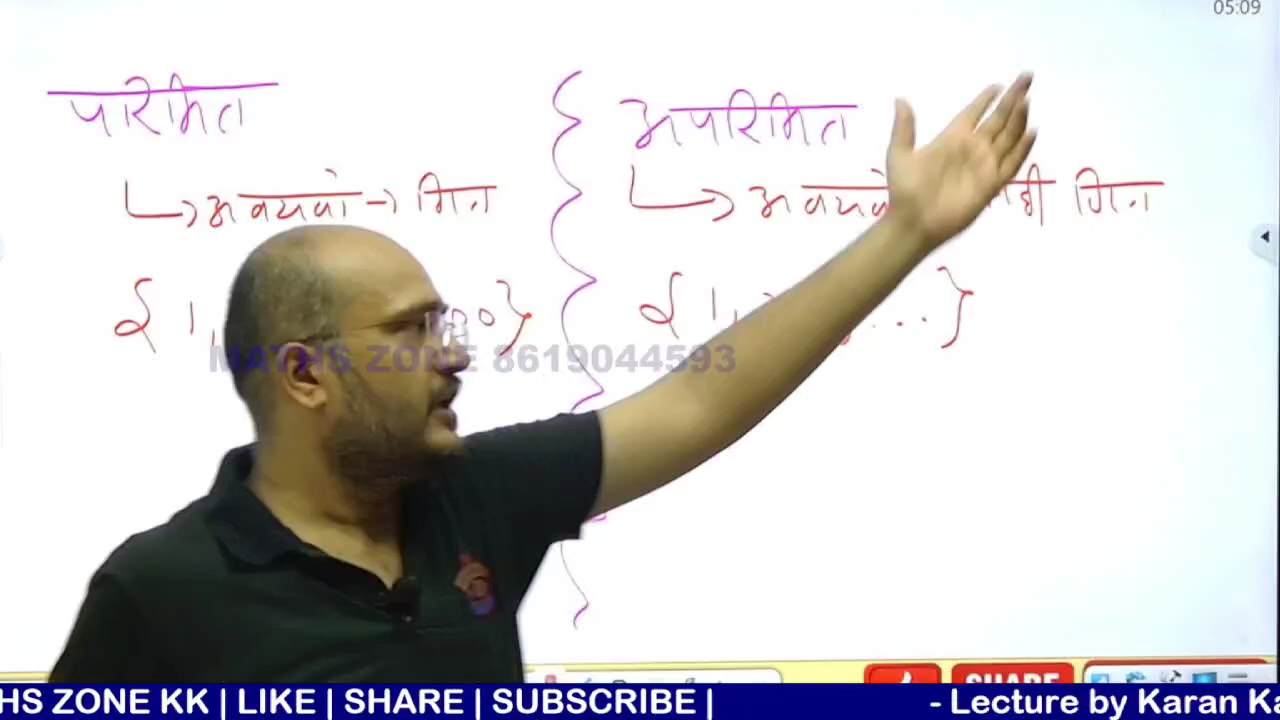 05:09
परिमित
अपरिमित
↳ अवयवो → गिन
↳ अवयवो गिन
{ 1,
{ 1, ... }
MATHS ZONE 8619044593
SHARE
HS ZONE KK | LIKE | SHARE | SUBSCRIBE |
- Lecture by Karan Ka